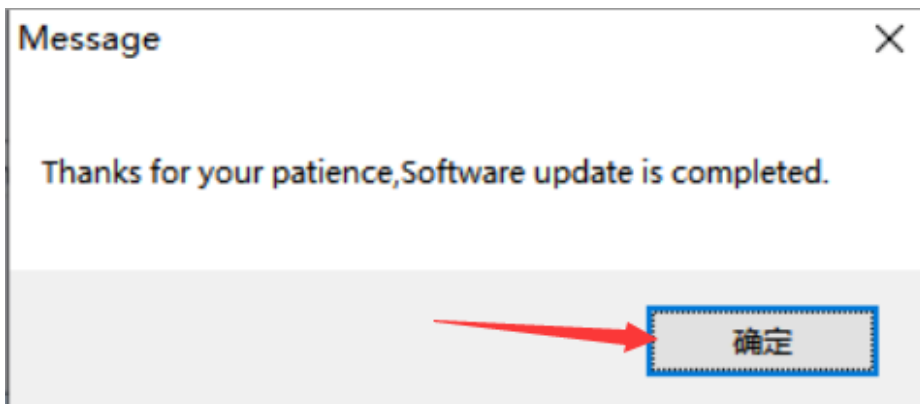 Message
Thanks for your patience,Software update is completed.
确定